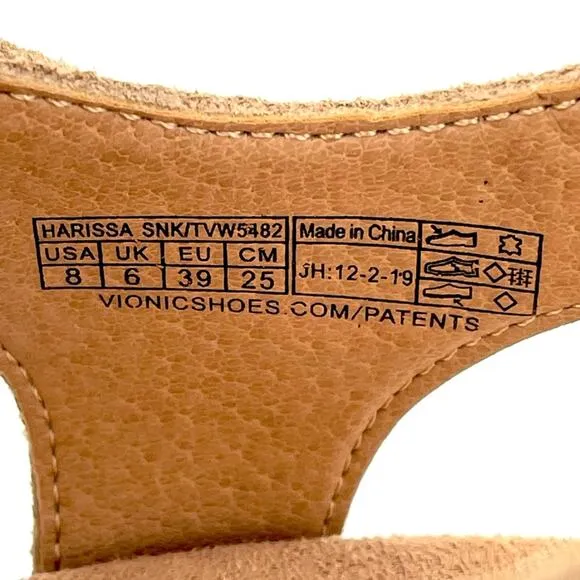 HARISSA SNK/TVW5482
USA UK EU CM
8 6 39 25
Made in China
JH:12-2-19
VIONICSHOES.COM/PATENTS